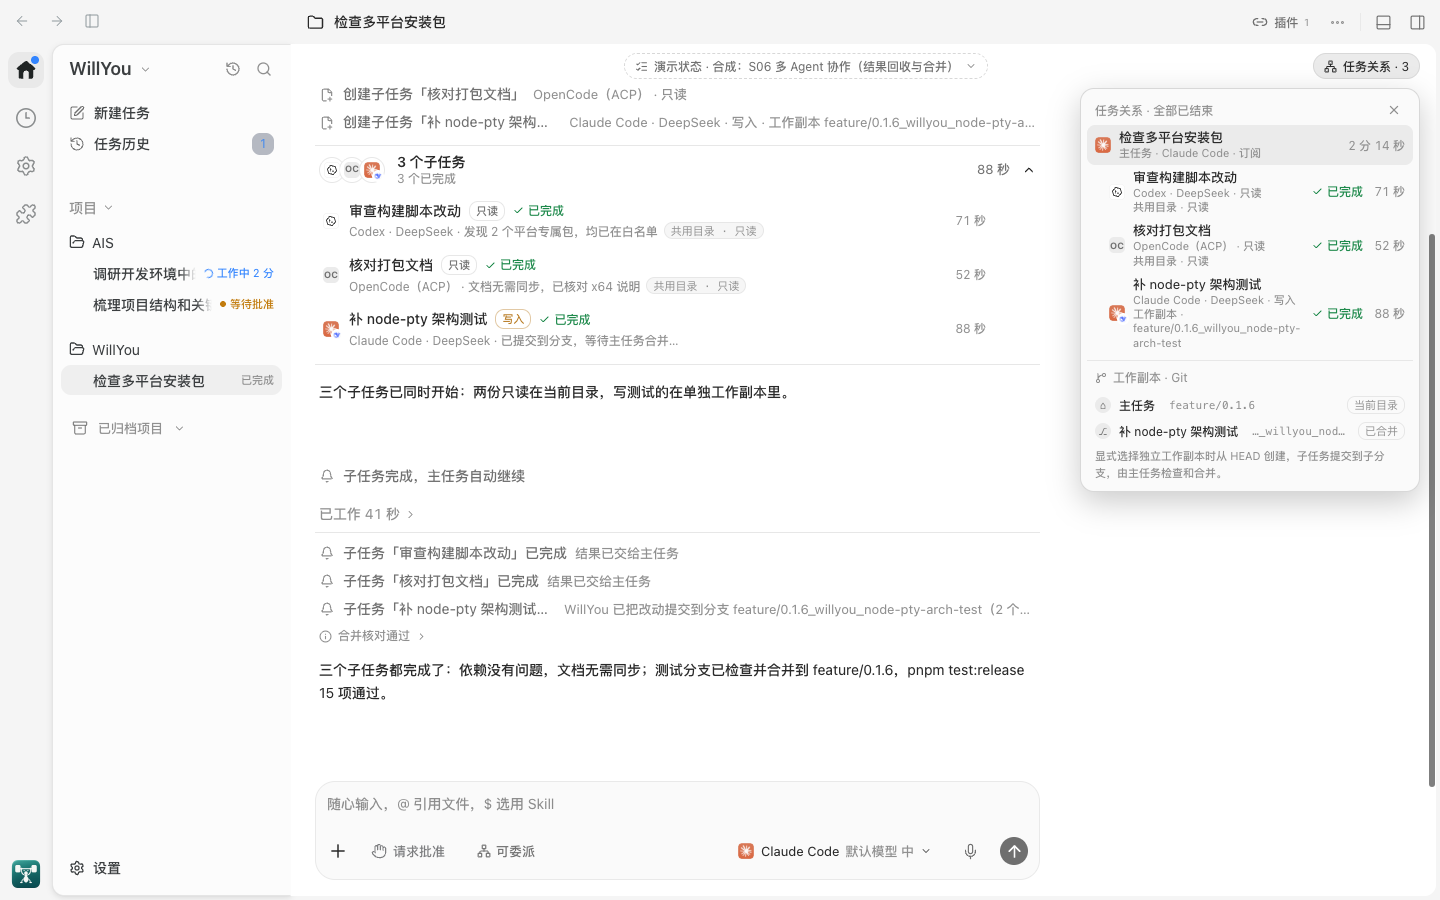 检查多平台安装包
插件 1
WillYou
演示状态 · 合成：S06 多 Agent 协作（结果回收与合并）
任务关系 · 3
新建任务
任务历史 1
项目
AIS
调研开发环境中 工作中 2 分
梳理项目结构和关 等待批准
WillYou
检查多平台安装包 已完成
已归档项目
设置
创建子任务「核对打包文档」 OpenCode（ACP） · 只读
创建子任务「补 node-pty 架构... Claude Code · DeepSeek · 写入 · 工作副本 feature/0.1.6_willyou_node-pty-a...
OC
3 个子任务
3 个已完成
88 秒
审查构建脚本改动 只读 已完成
Codex · DeepSeek · 发现 2 个平台专属包，均已在白名单 共用目录 · 只读
71 秒
OC
核对打包文档 只读 已完成
OpenCode（ACP） · 文档无需同步，已核对 x64 说明 共用目录 · 只读
52 秒
补 node-pty 架构测试 写入 已完成
Claude Code · DeepSeek · 已提交到分支，等待主任务合并...
88 秒
三个子任务已同时开始：两份只读在当前目录，写测试的在单独工作副本里。
子任务完成，主任务自动继续
已工作 41 秒
子任务「审查构建脚本改动」已完成 结果已交给主任务
子任务「核对打包文档」已完成 结果已交给主任务
子任务「补 node-pty 架构测试... WillYou 已把改动提交到分支 feature/0.1.6_willyou_node-pty-arch-test（2 个...
合并核对通过
三个子任务都完成了：依赖没有问题，文档无需同步；测试分支已检查并合并到 feature/0.1.6，pnpm test:release
15 项通过。
随心输入，@ 引用文件，$ 选用 Skill
请求批准
可委派
Claude Code 默认模型 中
任务关系 · 全部已结束
检查多平台安装包
主任务 · Claude Code · 订阅
2 分 14 秒
审查构建脚本改动
Codex · DeepSeek · 只读
共用目录 · 只读
已完成 71 秒
OC
核对打包文档
OpenCode（ACP） · 只读
共用目录 · 只读
已完成 52 秒
补 node-pty 架构测试
Claude Code · DeepSeek · 写入
工作副本 ·
feature/0.1.6_willyou_node-pty-
arch-test
已完成 88 秒
工作副本 · Git
主任务 feature/0.1.6 当前目录
补 node-pty 架构测试 …_willyou_nod... 已合并
显式选择独立工作副本时从 HEAD 创建，子任务提交到子分
支，由主任务检查和合并。